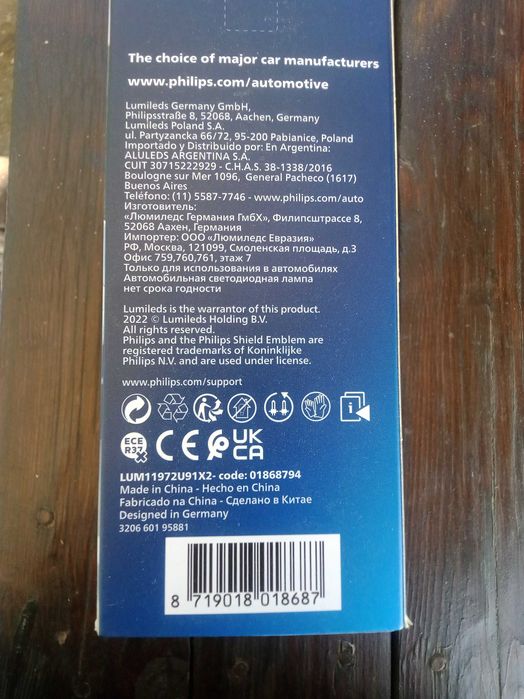 The choice of major car manufacturers
www.philips.com/automotive
Lumileds Germany GmbH,
Philipsstraße 8, 52068, Aachen, Germany
Lumileds Poland S.A.
ul. Partyzancka 66/72, 95-200 Pabianice, Poland
Importado y Distribuido por: En Argentina:
ALULEDS ARGENTINA S.A.
CUIT 30715222929 - C.H.A.S. 38-1338/2016
Boulogne sur Mer 1096, General Pacheco (1617)
Buenos Aires
Teléfono: (11) 5587-7746 - www.philips.com/auto
Изготовитель:
«Люмиледс Германия ГмбХ», Филипсштрассе 8,
52068 Аахен, Германия
Импортер: ООО «Люмиледс Евразия»
РФ, Москва, 121099, Смоленская площадь, д.3
Офис 759,760,761, этаж 7
Только для использования в автомобилях
Автомобильная светодиодная лампа
нет срока годности
Lumileds is the warrantor of this product.
2022 © Lumileds Holding B.V.
All rights reserved.
Philips and the Philips Shield Emblem are
registered trademarks of Koninklijke
Philips N.V. and are used under license.
www.philips.com/support
ECE
R37
CE
UK
CA
LUM11972U91X2- code: 01868794
Made in China - Hecho en China
Fabricado na China - Сделано в Китае
Designed in Germany
3206 601 95881
8 719018 018687